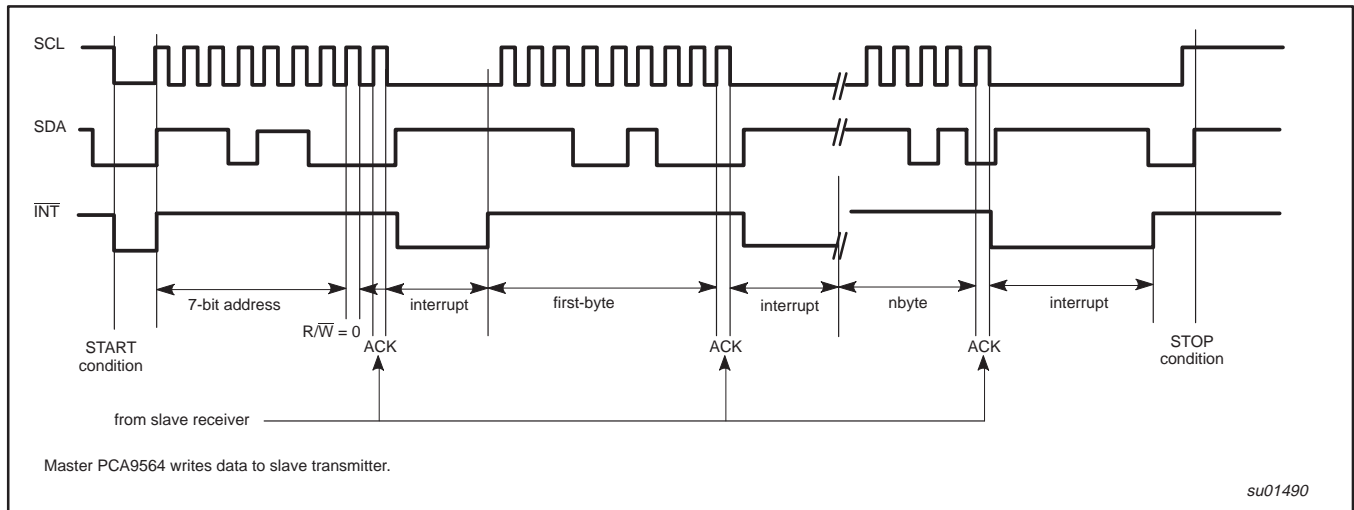 SCL
SDA
INT
7-bit address
interrupt
first-byte
interrupt
nbyte
interrupt
R/W = 0
START
condition
ACK
ACK
ACK
STOP
condition
from slave receiver
Master PCA9564 writes data to slave transmitter.
su01490